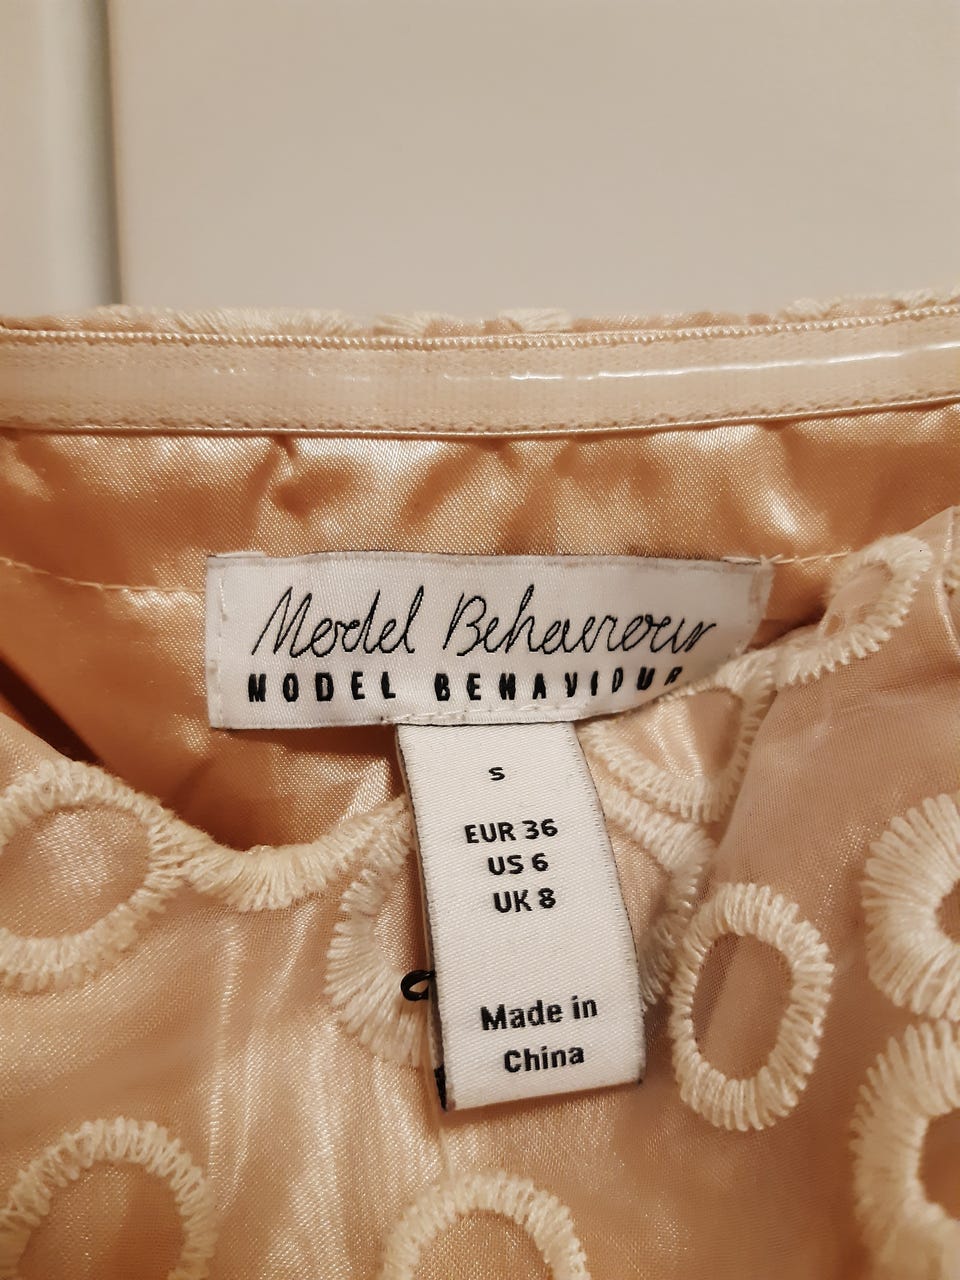 Model Behaviour
MODEL BEHAVIOUR
S
EUR 36
US 6
UK 8
Made in
China